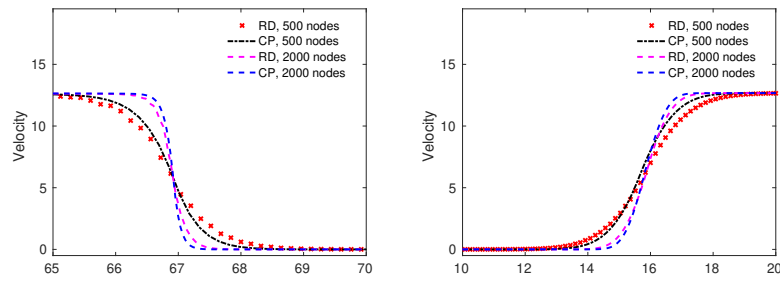 RD, 500 nodes
CP, 500 nodes
RD, 2000 nodes
CP, 2000 nodes
15
10
5
0
Velocity
65 66 67 68 69 70
RD, 500 nodes
CP, 500 nodes
RD, 2000 nodes
CP, 2000 nodes
15
10
5
0
Velocity
10 12 14 16 18 20